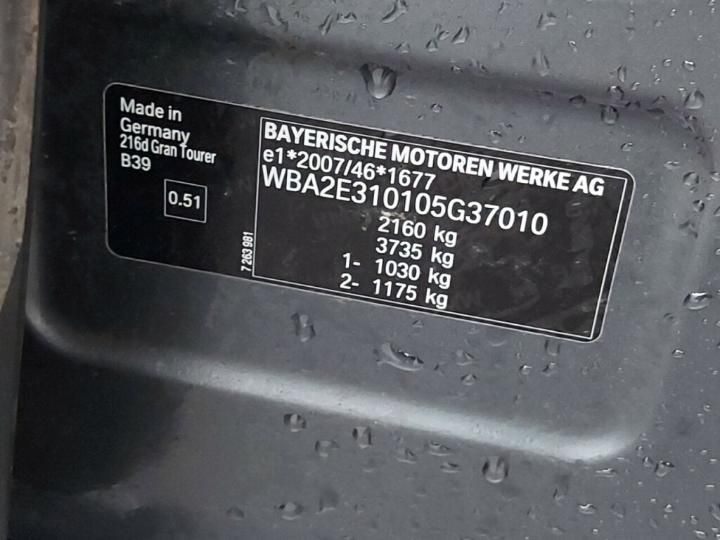 Made in
Germany
216d Gran Tourer
B39
0.51
7 263 981
BAYERISCHE MOTOREN WERKE AG
e1*2007/46*1677
WBA2E310105G37010
2160 kg
3735 kg
1- 1030 kg
2- 1175 kg